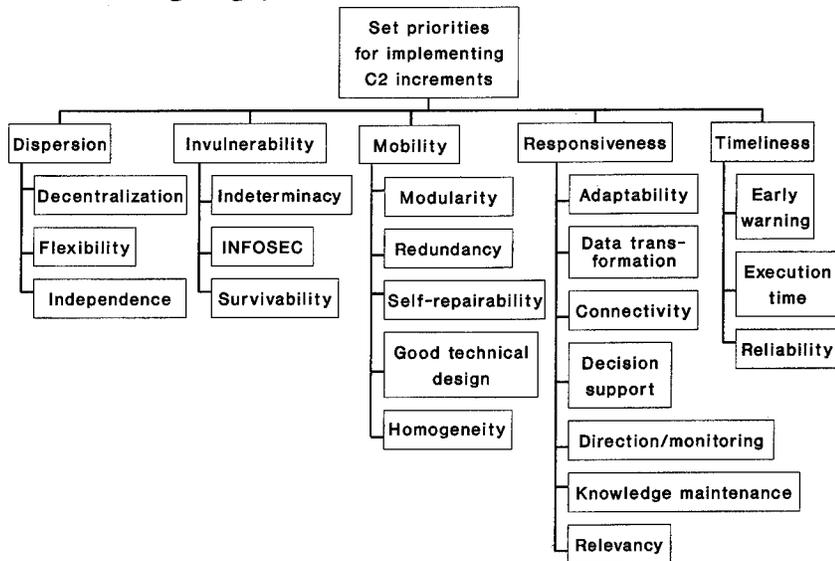 Set priorities
for implementing
C2 increments
Dispersion
Invulnerability
Mobility
Responsiveness
Timeliness
Decentralization
Flexibility
Independence
Indeterminacy
INFOSEC
Survivability
Modularity
Redundancy
Self-repairability
Good technical
design
Homogeneity
Adaptability
Data trans-
formation
Connectivity
Decision
support
Direction/monitoring
Knowledge maintenance
Relevancy
Early
warning
Execution
time
Reliability